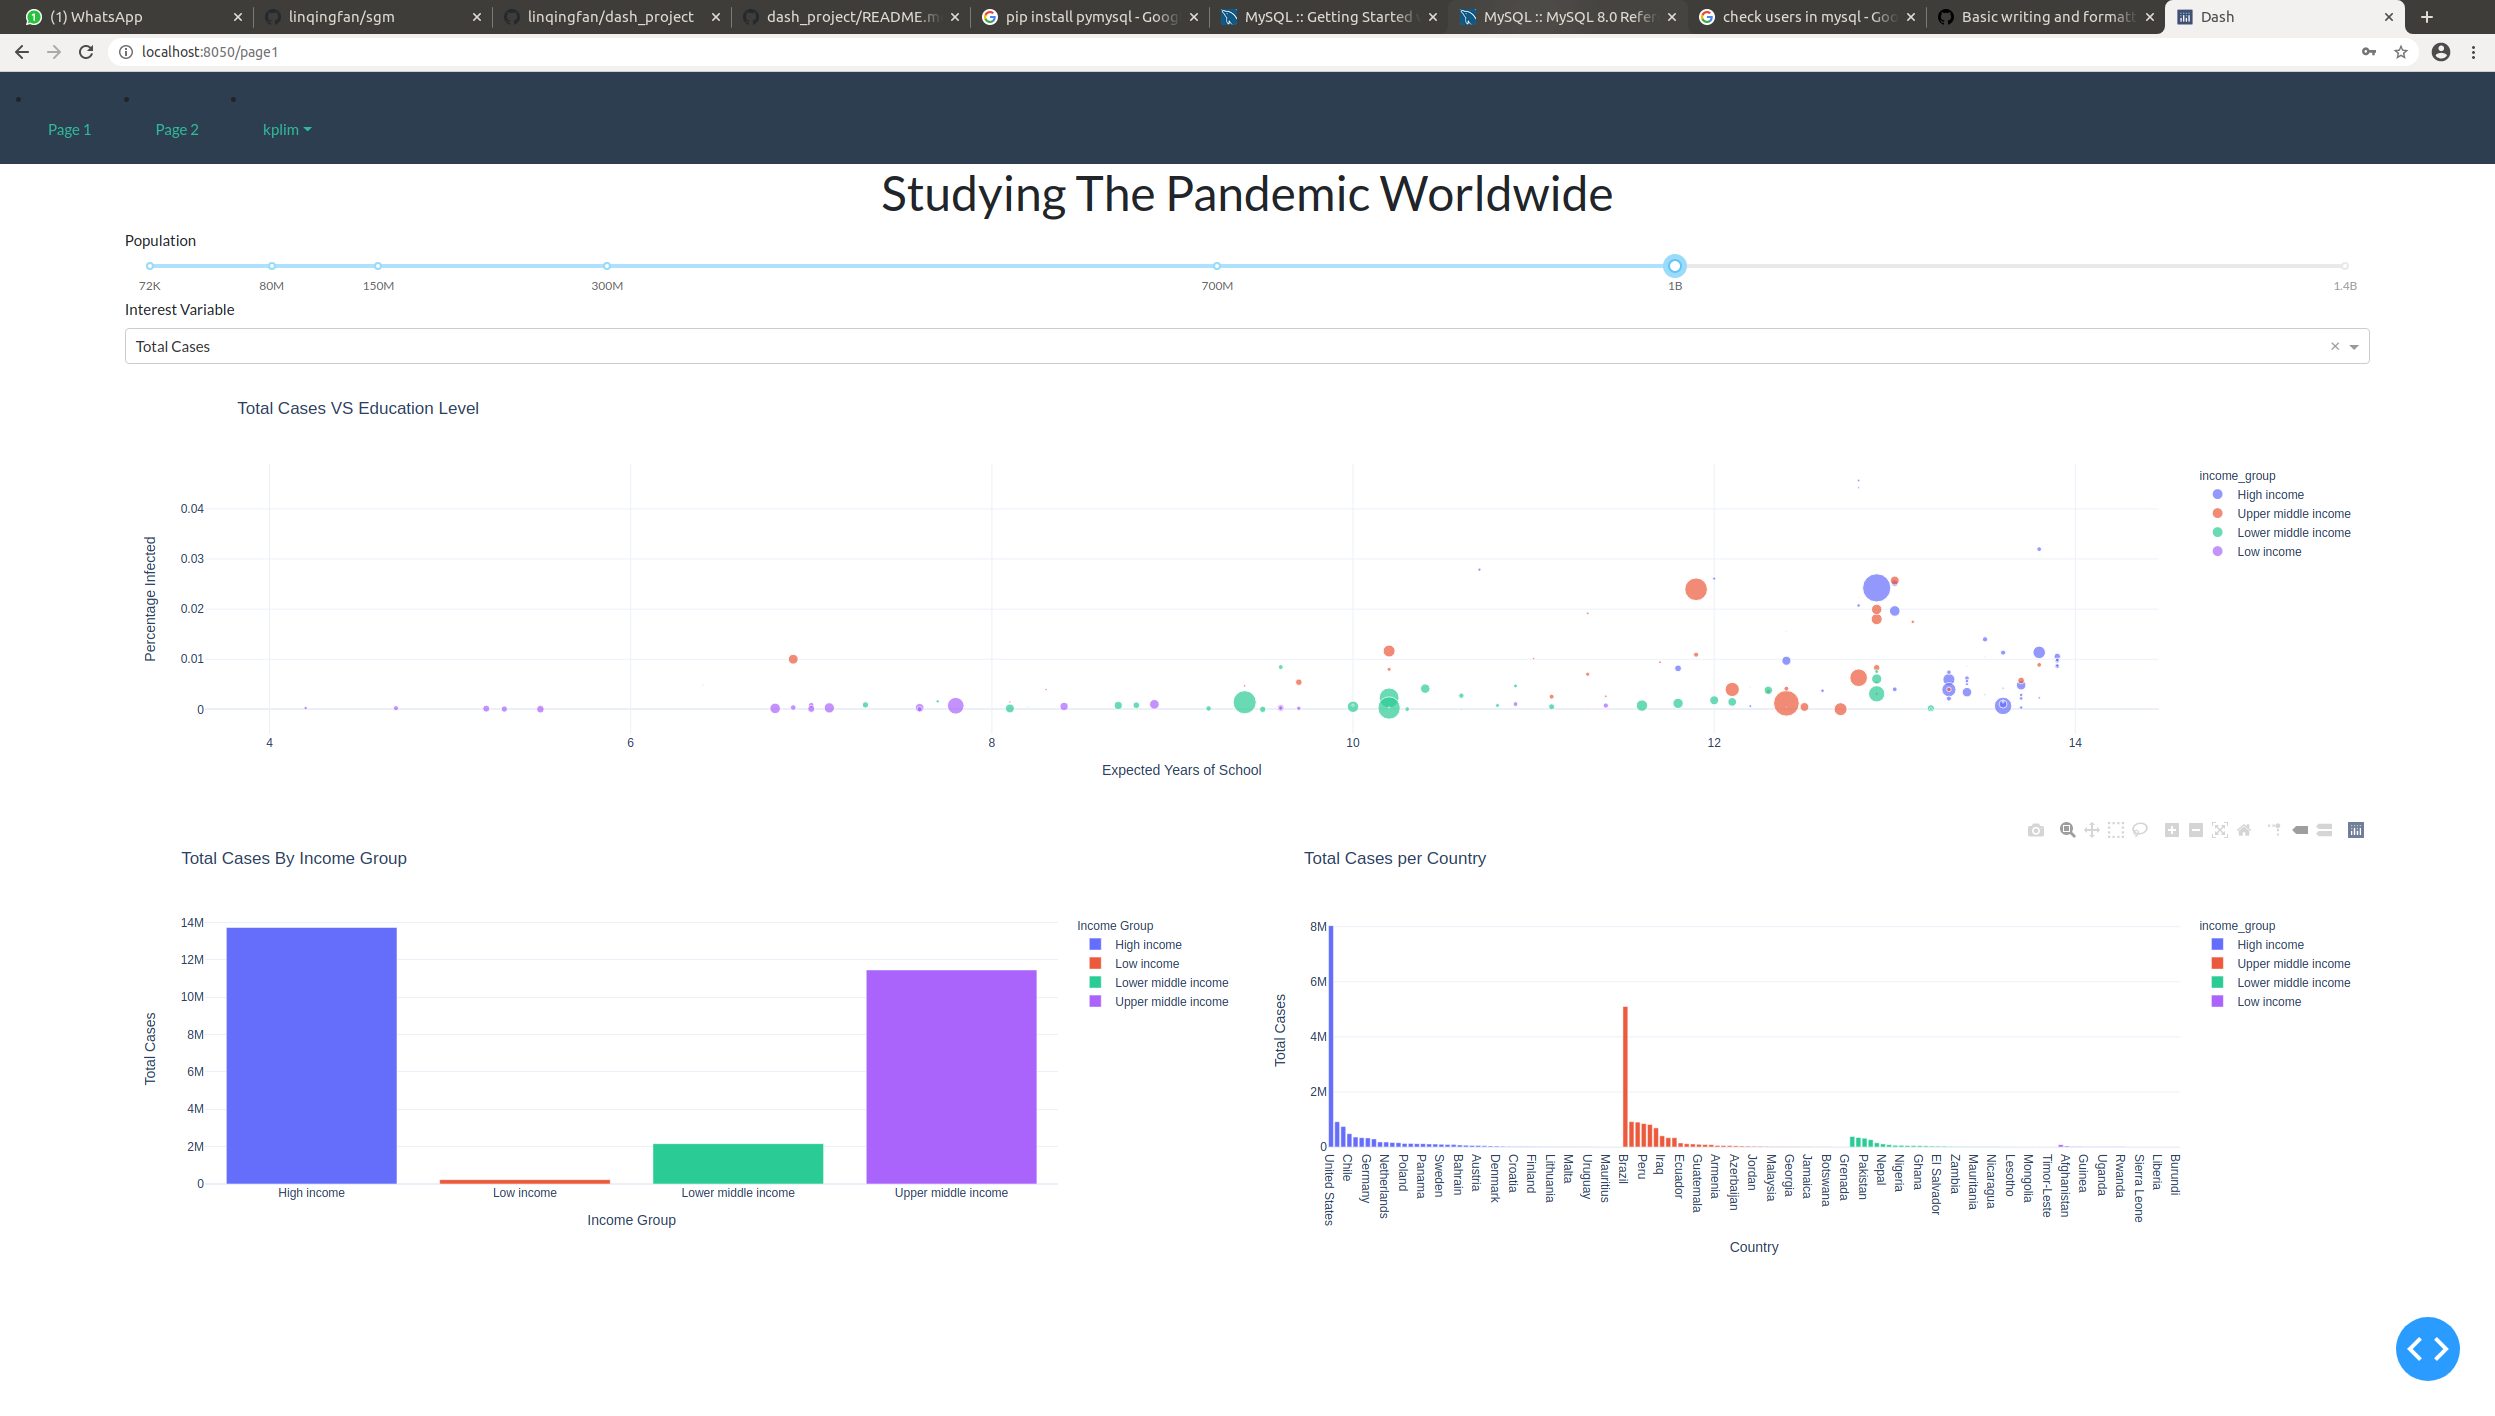 (1) WhatsApp
linqingfan/sgm
linqingfan/dash_project
dash_project/README.m
pip install pymysql - Goog
MySQL :: Getting Started
MySQL :: MySQL 8.0 Refer
check users in mysql - Goo
Basic writing and formatt
Dash
localhost:8050/page1
Page 1
Page 2
kplim
Studying The Pandemic Worldwide
Population
72K 80M 150M 300M 700M 1B 1.4B
Interest Variable
Total Cases
Total Cases VS Education Level
Percentage Infected
0.04
0.03
0.02
0.01
0
4 6 8 10 12 14
Expected Years of School
income_group
High income
Upper middle income
Lower middle income
Low income
Total Cases By Income Group
Total Cases
14M
12M
10M
8M
6M
4M
2M
0
High income Low income Lower middle income Upper middle income
Income Group
Income Group
High income
Low income
Lower middle income
Upper middle income
Total Cases per Country
Total Cases
8M
6M
4M
2M
0
United States
Chile
Germany
Netherlands
Poland
Panama
Sweden
Bahrain
Austria
Denmark
Croatia
Finland
Lithuania
Malta
Uruguay
Mauritius
Brazil
Peru
Iraq
Ecuador
Guatemala
Armenia
Azerbaijan
Jordan
Malaysia
Georgia
Jamaica
Botswana
Grenada
Pakistan
Nepal
Nigeria
Ghana
El Salvador
Zambia
Mauritania
Nicaragua
Lesotho
Mongolia
Timor-Leste
Afghanistan
Guinea
Uganda
Rwanda
Sierra Leone
Liberia
Burundi
Country
income_group
High income
Upper middle income
Lower middle income
Low income